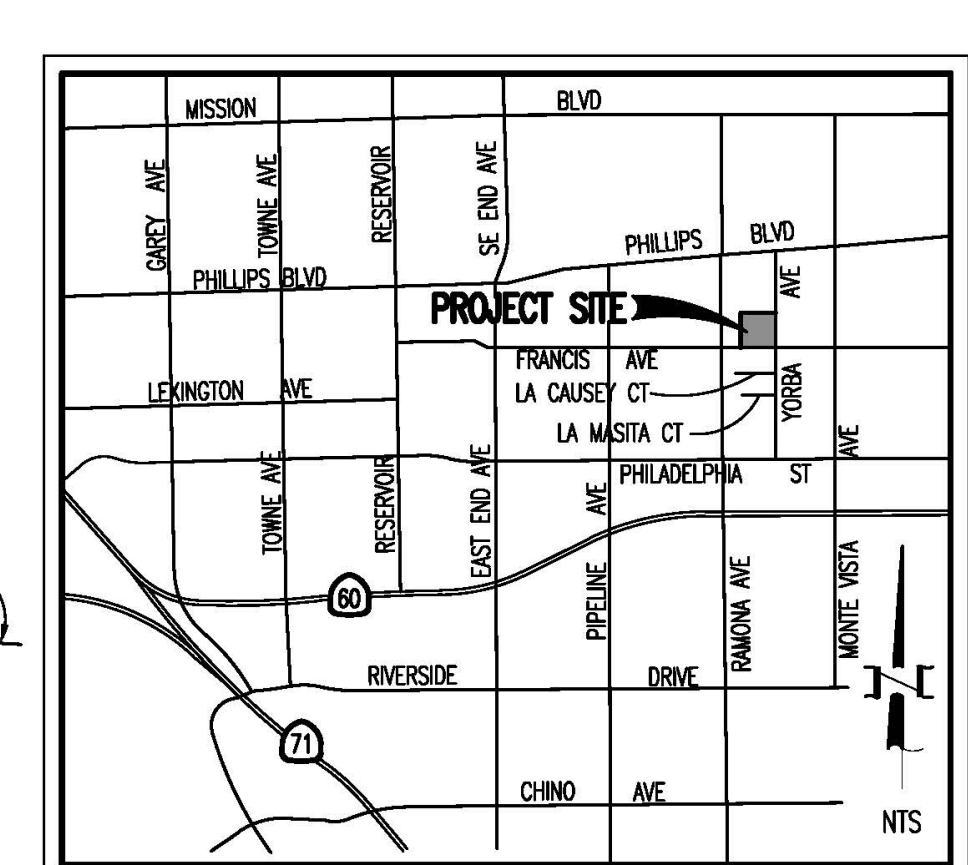 MISSION BLVD
GAREY AVE
TOWNE AVE
RESERVOIR
SE END AVE
PHILLIPS BLVD
PHILLIPS BLVD
AVE
PROJECT SITE
FRANCIS AVE
LA CAUSEY CT
LEXINGTON AVE
YORBA
LA MASITA CT
AVE
PHILADELPHIA ST
TOWNE AVE
RESERVOIR
EAST END AVE
PIPELINE AVE
RAMONA AVE
MONTE VISTA
60
RIVERSIDE DRIVE
71
CHINO AVE
NTS